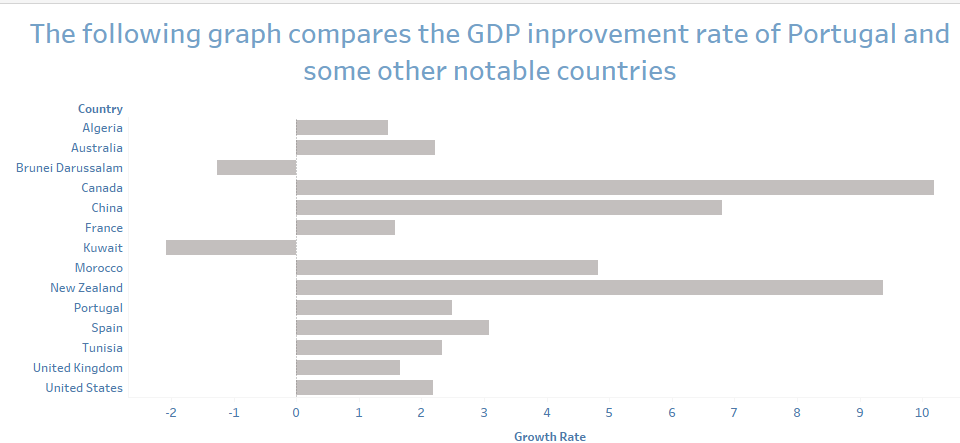 The following graph compares the GDP inprovement rate of Portugal and
some other notable countries
Country
Algeria
Australia
Brunei Darussalam
Canada
China
France
Kuwait
Morocco
New Zealand
Portugal
Spain
Tunisia
United Kingdom
United States
-2 -1 0 1 2 3 4 5 6 7 8 9 10
Growth Rate